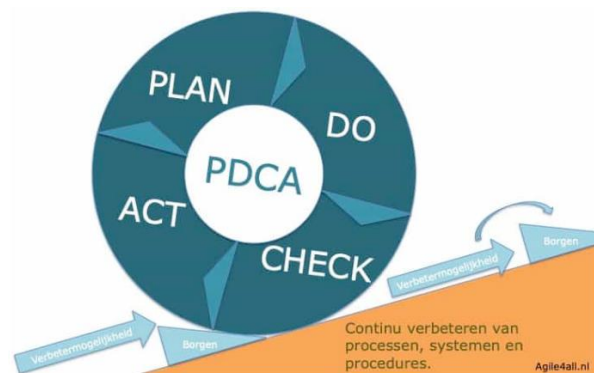 PLAN
DO
PDCA
ACT
CHECK
Verbetermogelijkheid
Borgen
Verbetermogelijkheid
Borgen
Continu verbeteren van
processen, systemen en
procedures.
Agile4all.nl